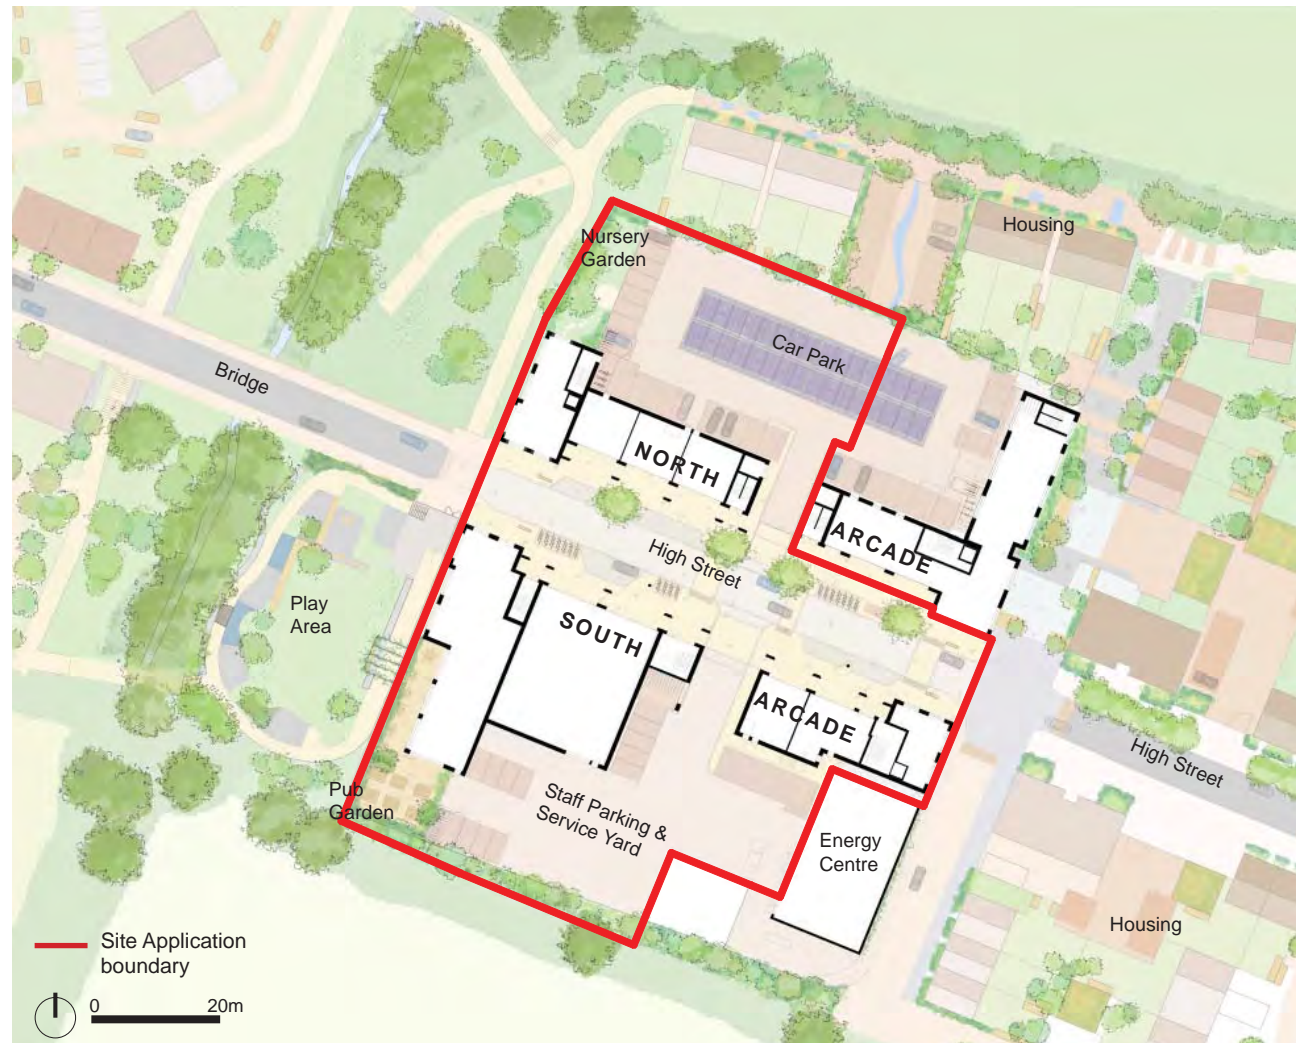 Nursery
Garden
Housing
Car Park
Bridge
NORTH
ARCADE
High Street
Play
Area
SOUTH
ARCADE
High Street
Pub
Garden
Staff Parking &
Service Yard
Energy
Centre
Housing
Site Application
boundary
0 20m